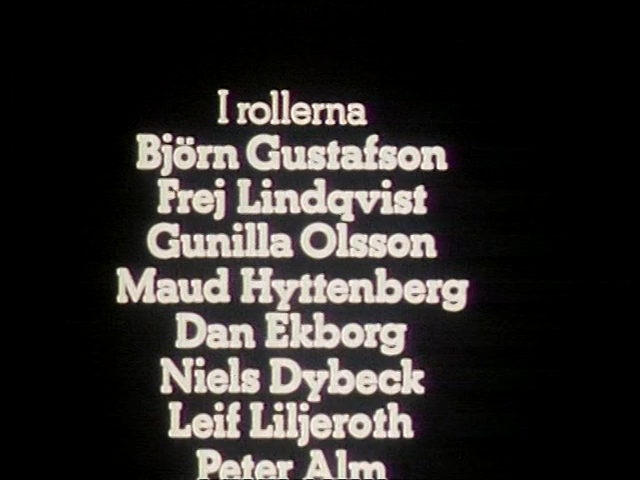 I rollerna
Björn Gustafson
Frej Lindqvist
Gunilla Olsson
Maud Hyttenberg
Dan Ekborg
Niels Dybeck
Leif Liljeroth
Peter Alm